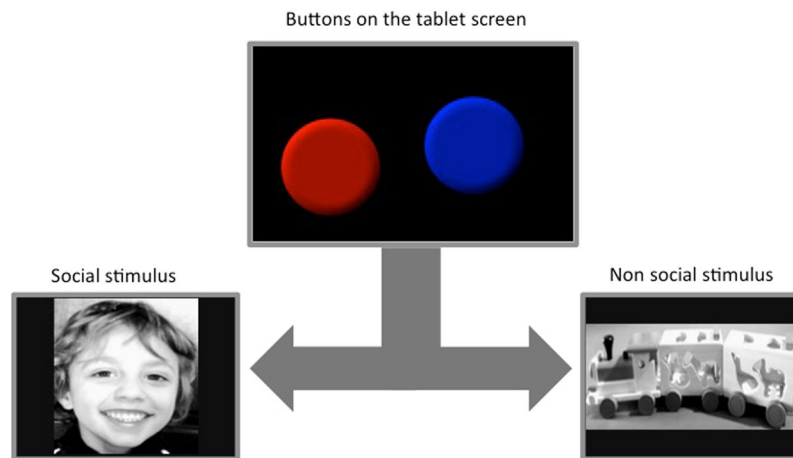 Buttons on the tablet screen
Social stimulus
Non social stimulus